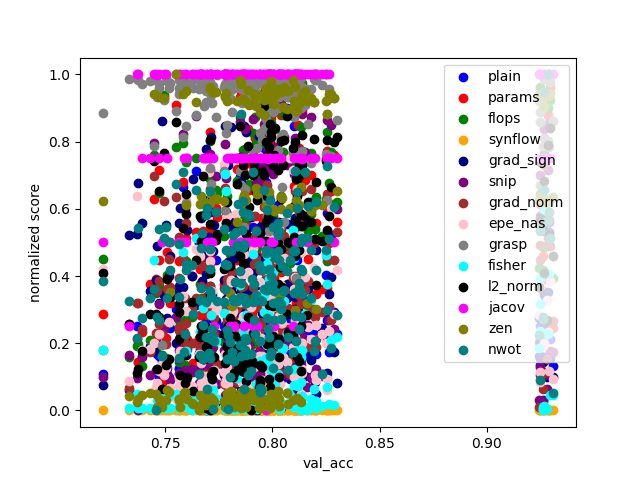 1.0
0.8
0.6
0.4
0.2
0.0
normalized score
0.75
0.80
0.85
0.90
val_acc
plain
params
flops
synflow
grad_sign
snip
grad_norm
epe_nas
grasp
fisher
l2_norm
jacov
zen
nwot